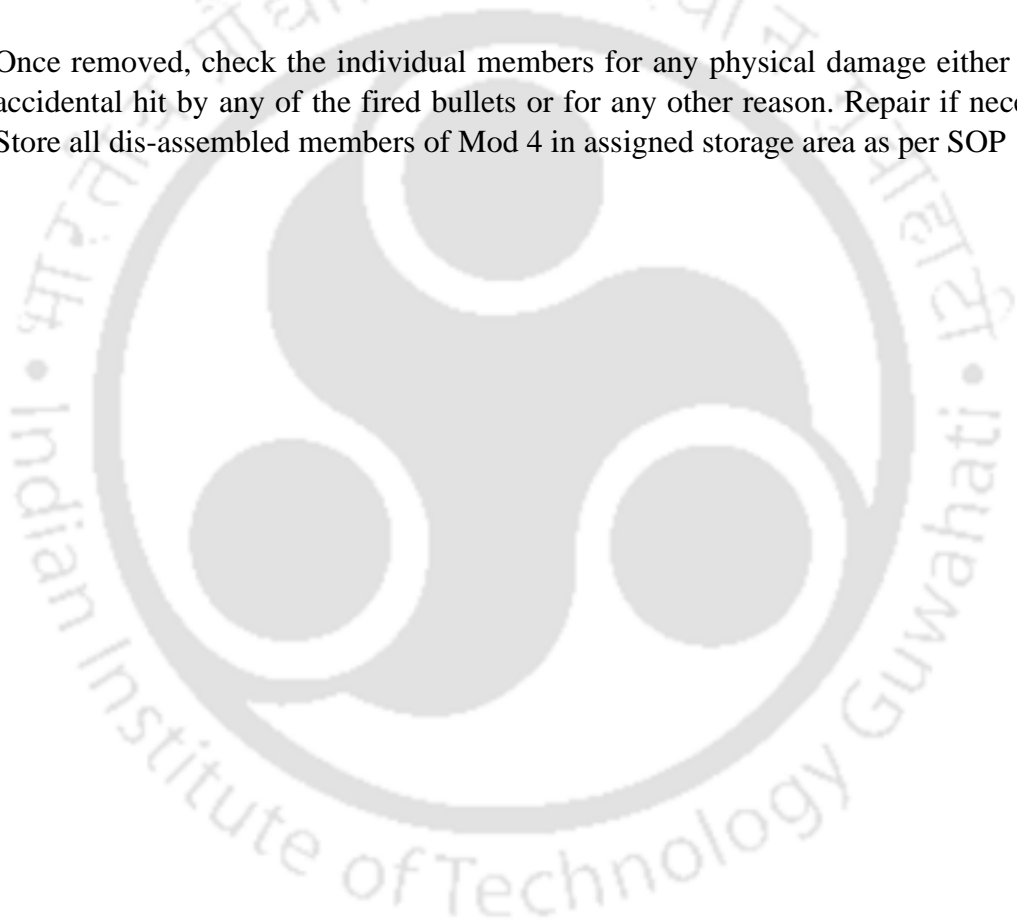 Once removed, check the individual members for any physical damage either
accidental hit by any of the fired bullets or for any other reason. Repair if nece
Store all dis-assembled members of Mod 4 in assigned storage area as per SOP
Indian Institute of Technology Guwahati